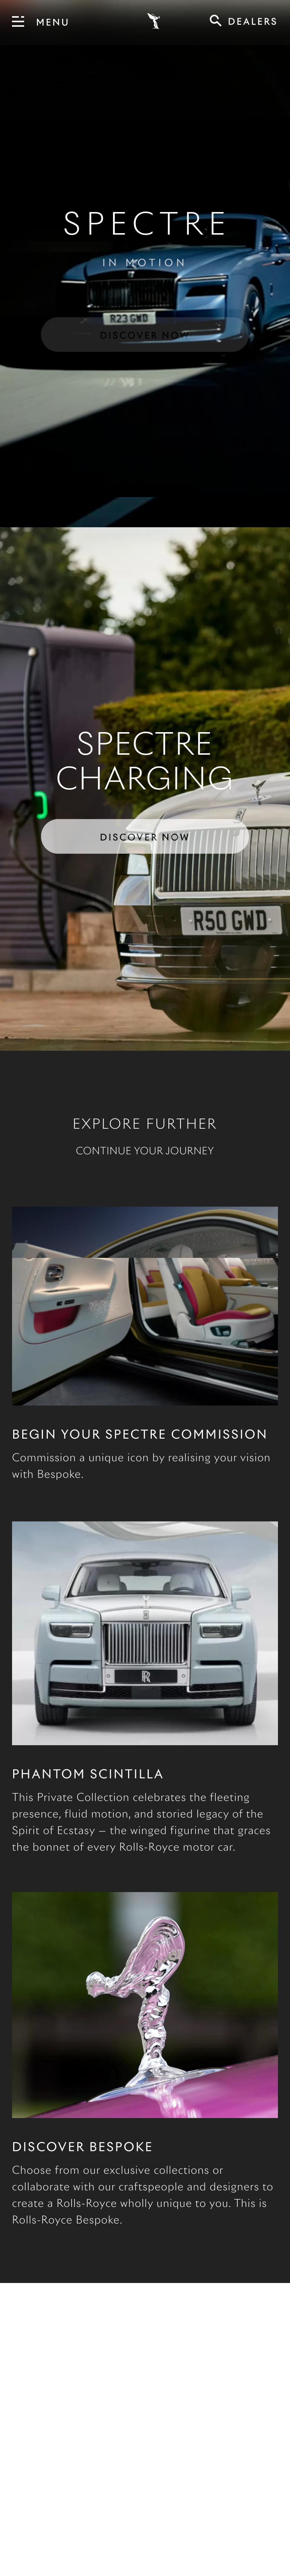 MENU
DEALERS
SPECTRE
IN MOTION
R23 GWD
DISCOVER NOW
SPECTRE
CHARGING
DISCOVER NOW
R50 GWD
EXPLORE FURTHER
CONTINUE YOUR JOURNEY
BEGIN YOUR SPECTRE COMMISSION
Commission a unique icon by realising your vision
with Bespoke.
PHANTOM SCINTILLA
This Private Collection celebrates the fleeting
presence, fluid motion, and storied legacy of the
Spirit of Ecstasy – the winged figurine that graces
the bonnet of every Rolls-Royce motor car.
DISCOVER BESPOKE
Choose from our exclusive collections or
collaborate with our craftspeople and designers to
create a Rolls-Royce wholly unique to you. This is
Rolls-Royce Bespoke.